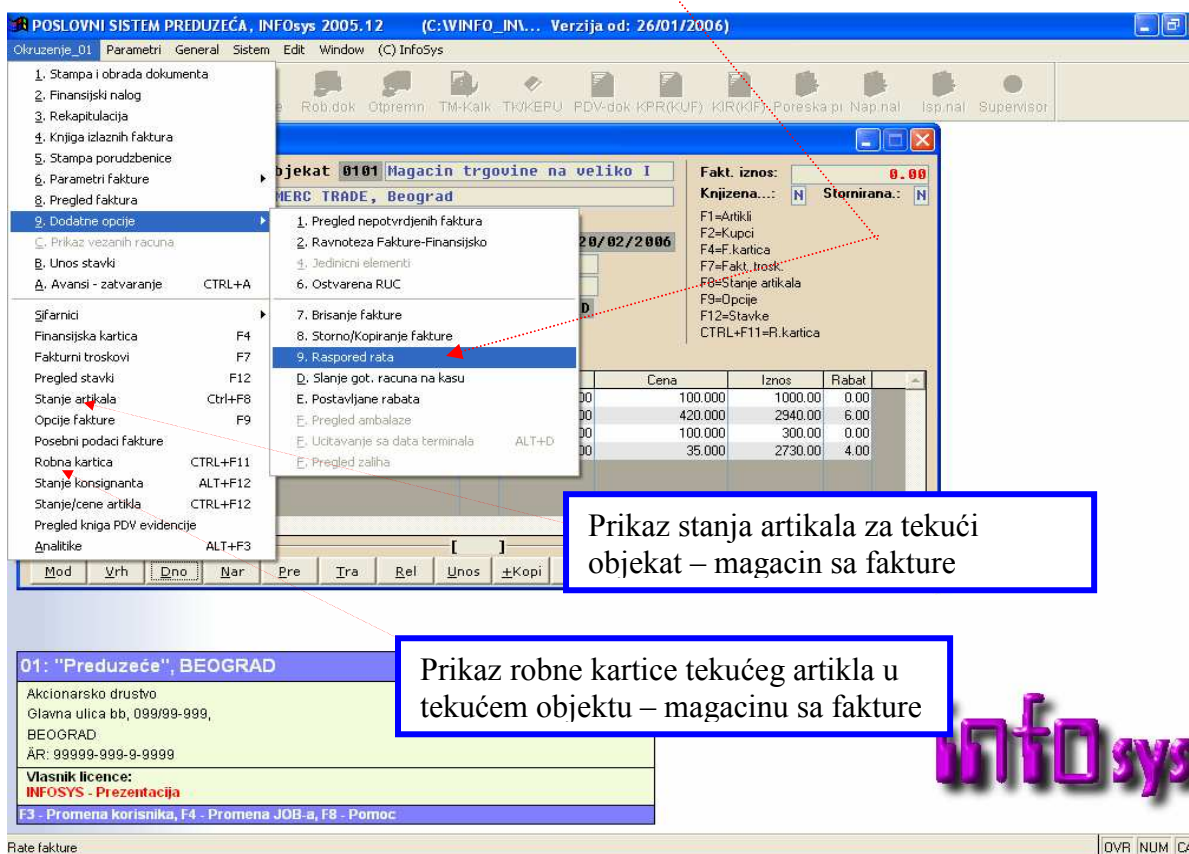 POSLOVNI SISTEM PREDUZEĆA, INFOsys 2005.12 (C:\WINFO_IN\... Verzija od: 26/01/2006)
Okruzenje_01 Parametri General Sistem Edit Window (C) InfoSys
Rob.dok Otpremn TM-Kalk TK/KEPU PDV-dok KPR(KUF) KIR(KIF) Poreska pr Nap.nal Isp.nal Supervisor
1. Stampa i obrada dokumenta
2. Finansijski nalog
3. Rekapitulacija
4. Knjiga izlaznih faktura
5. Stampa porudzbenice
6. Parametri fakture
8. Pregled faktura
9. Dodatne opcije
C. Prikaz vezanih racuna
B. Unos stavki
A. Avansi - zatvaranje CTRL+A
Sifarnici
Finansijska kartica F4
Fakturni troskovi F7
Pregled stavki F12
Stanje artikala Ctrl+F8
Opcije fakture F9
Posebni podaci fakture
Robna kartica CTRL+F11
Stanje konsignanta ALT+F12
Stanje/cene artikla CTRL+F12
Pregled kniga PDV evidencije
Analitike ALT+F3
bjekat 0101 Magacin trgovine na veliko I
MERC TRADE, Beograd
20/02/2006
D
1. Pregled nepotvrdjenih faktura
2. Ravnoteza Fakture-Finansijsko
4. Jedinicni elementi
6. Ostvarena RUC
7. Brisanje fakture
8. Storno/Kopiranje fakture
9. Raspored rata
D. Slanje got. racuna na kasu
E. Postavljane rabata
F. Pregled ambalaze
F. Ucitavanje sa data terminala ALT+D
F. Pregled zaliha
Fakt. iznos: 0.00
Knjizena...: N Stornirana.: N
F1=Artikli
F2=Kupci
F4=F.kartica
F7=Fakt. trosk.
F8=Stanje artikala
F9=Opcije
F12=Stavke
CTRL+F11=R.kartica
Cena Iznos Rabat
00 100.000 1000.00 0.00
00 420.000 2940.00 6.00
00 100.000 300.00 0.00
00 35.000 2730.00 4.00
[ ]
Mod Vrh Dno Nar Pre Tra Rel Unos +Kopi
Prikaz stanja artikala za tekući
objekat – magacin sa fakture
Prikaz robne kartice tekućeg artikla u
tekućem objektu – magacinu sa fakture
01: "Preduzeće", BEOGRAD
Akcionarsko drustvo
Glavna ulica bb, 099/99-999,
BEOGRAD
ÄR: 99999-999-9-9999
Vlasnik licence:
INFOSYS - Prezentacija
F3 - Promena korisnika, F4 - Promena JOB-a, F8 - Pomoc
infosys
Rate fakture OVR NUM CA